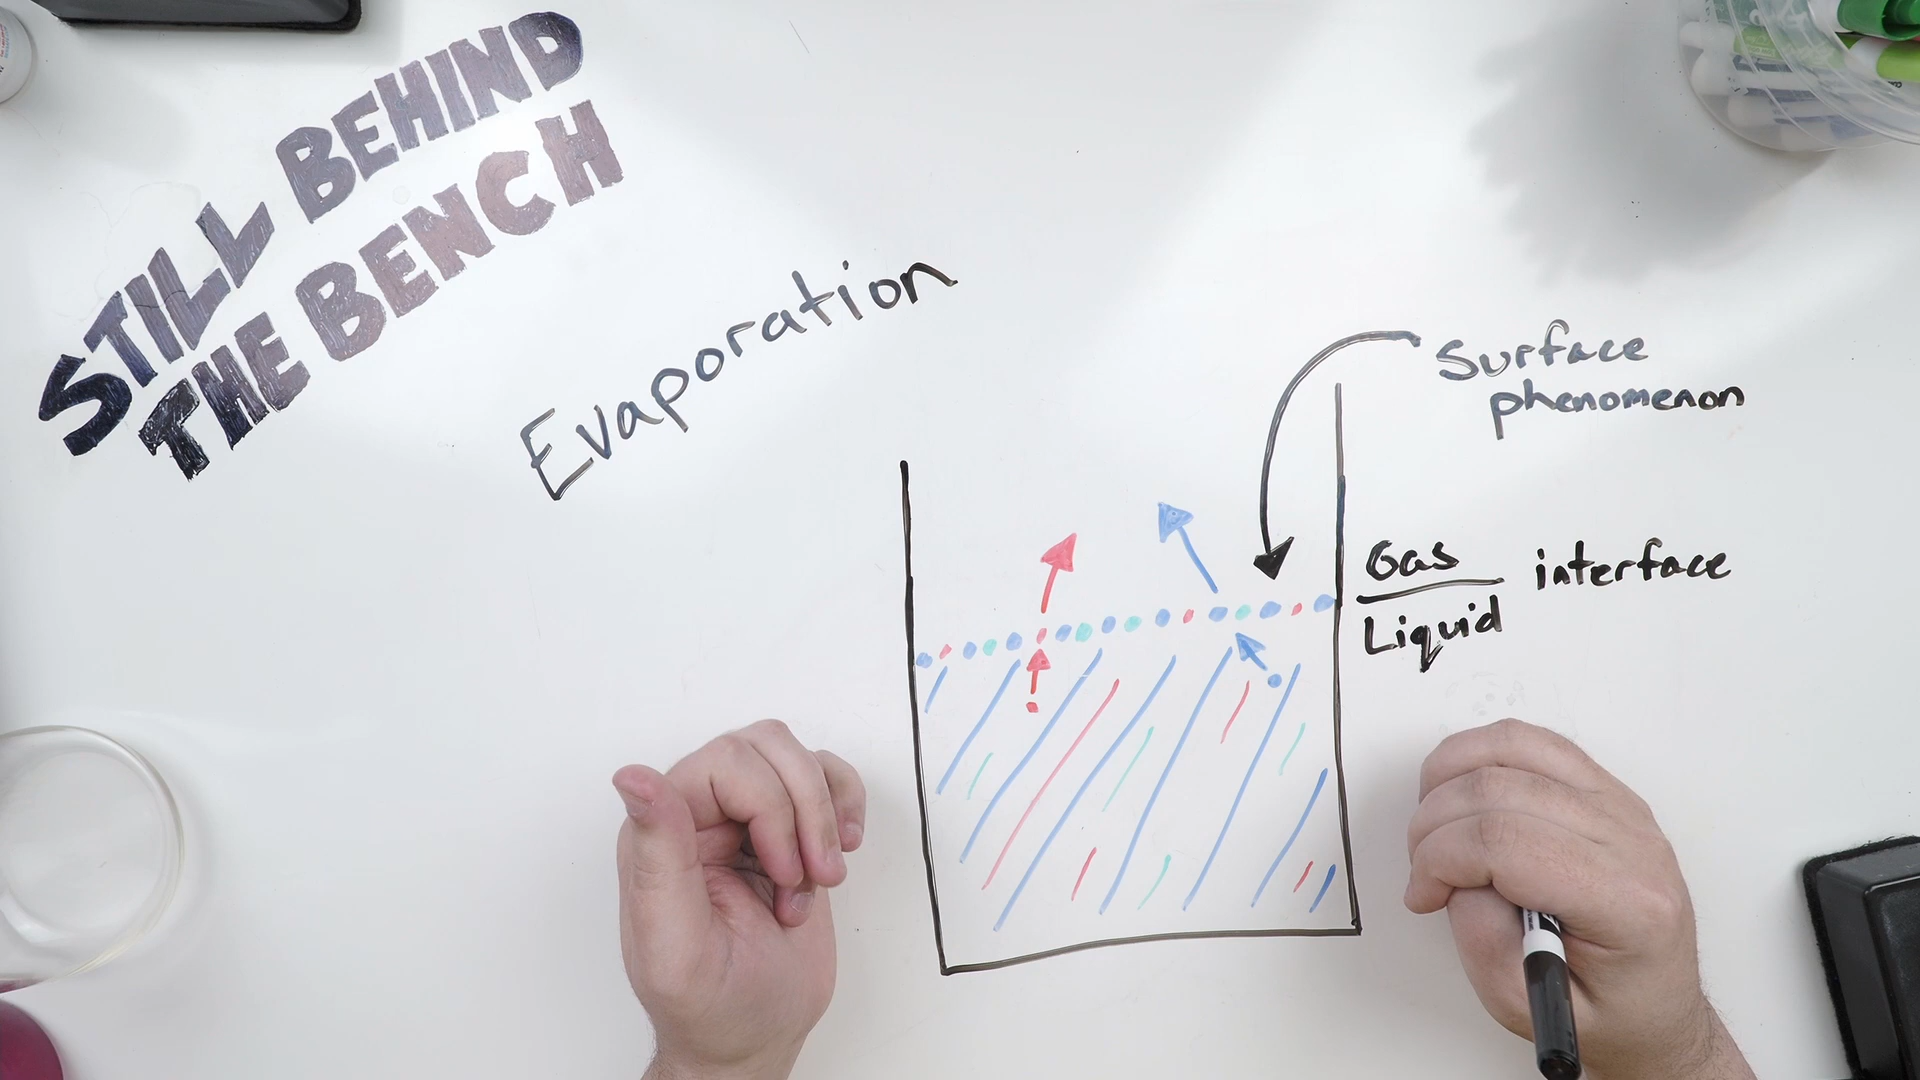 STILL BEHIND
THE BENCH
Evaporation
Surface
phenomenon
Gas
Liquid
interface